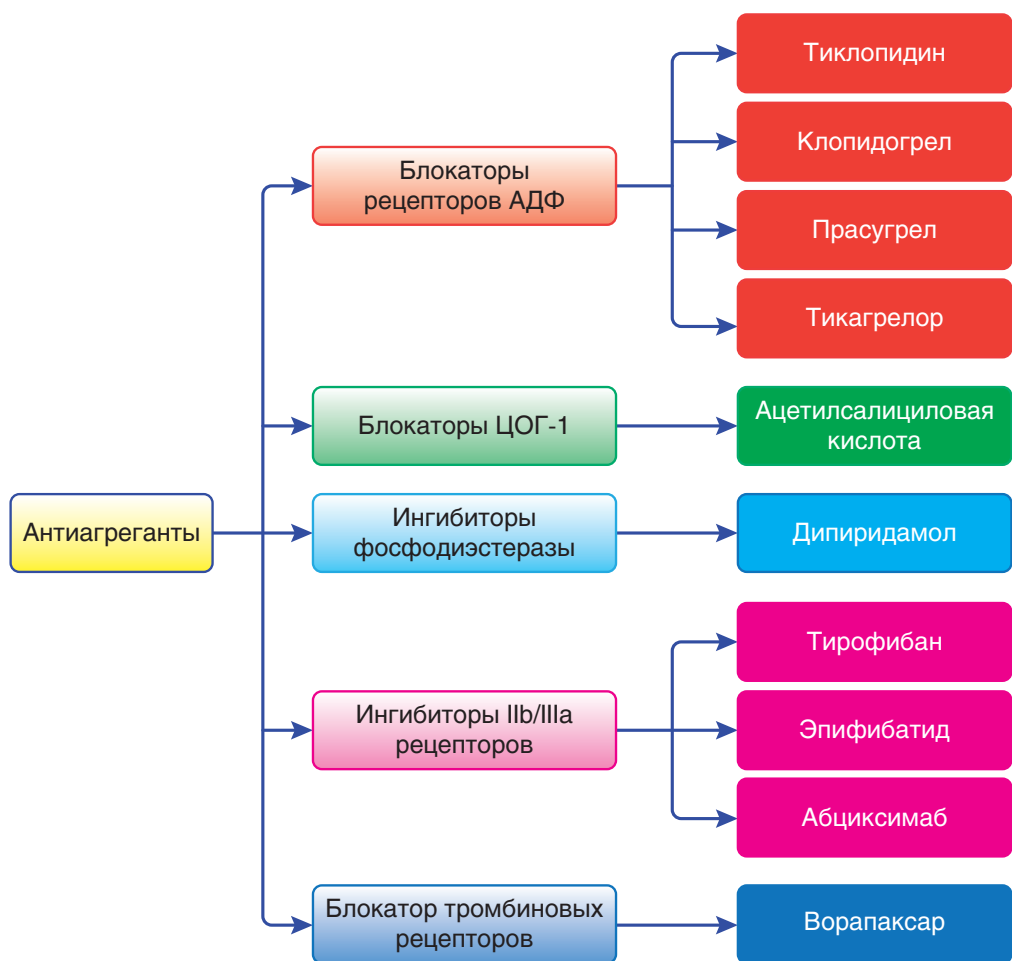 Антиагреганты
Блокаторы
рецепторов АДФ
Тиклопидин
Клопидогрел
Прасугрел
Тикагрелор
Блокаторы ЦОГ-1
Ацетилсалициловая
кислота
Ингибиторы
фосфодиэстеразы
Дипиридамол
Ингибиторы IIb/IIIa
рецепторов
Тирофибан
Эпифибатид
Абциксимаб
Блокатор тромбиновых
рецепторов
Ворапаксар